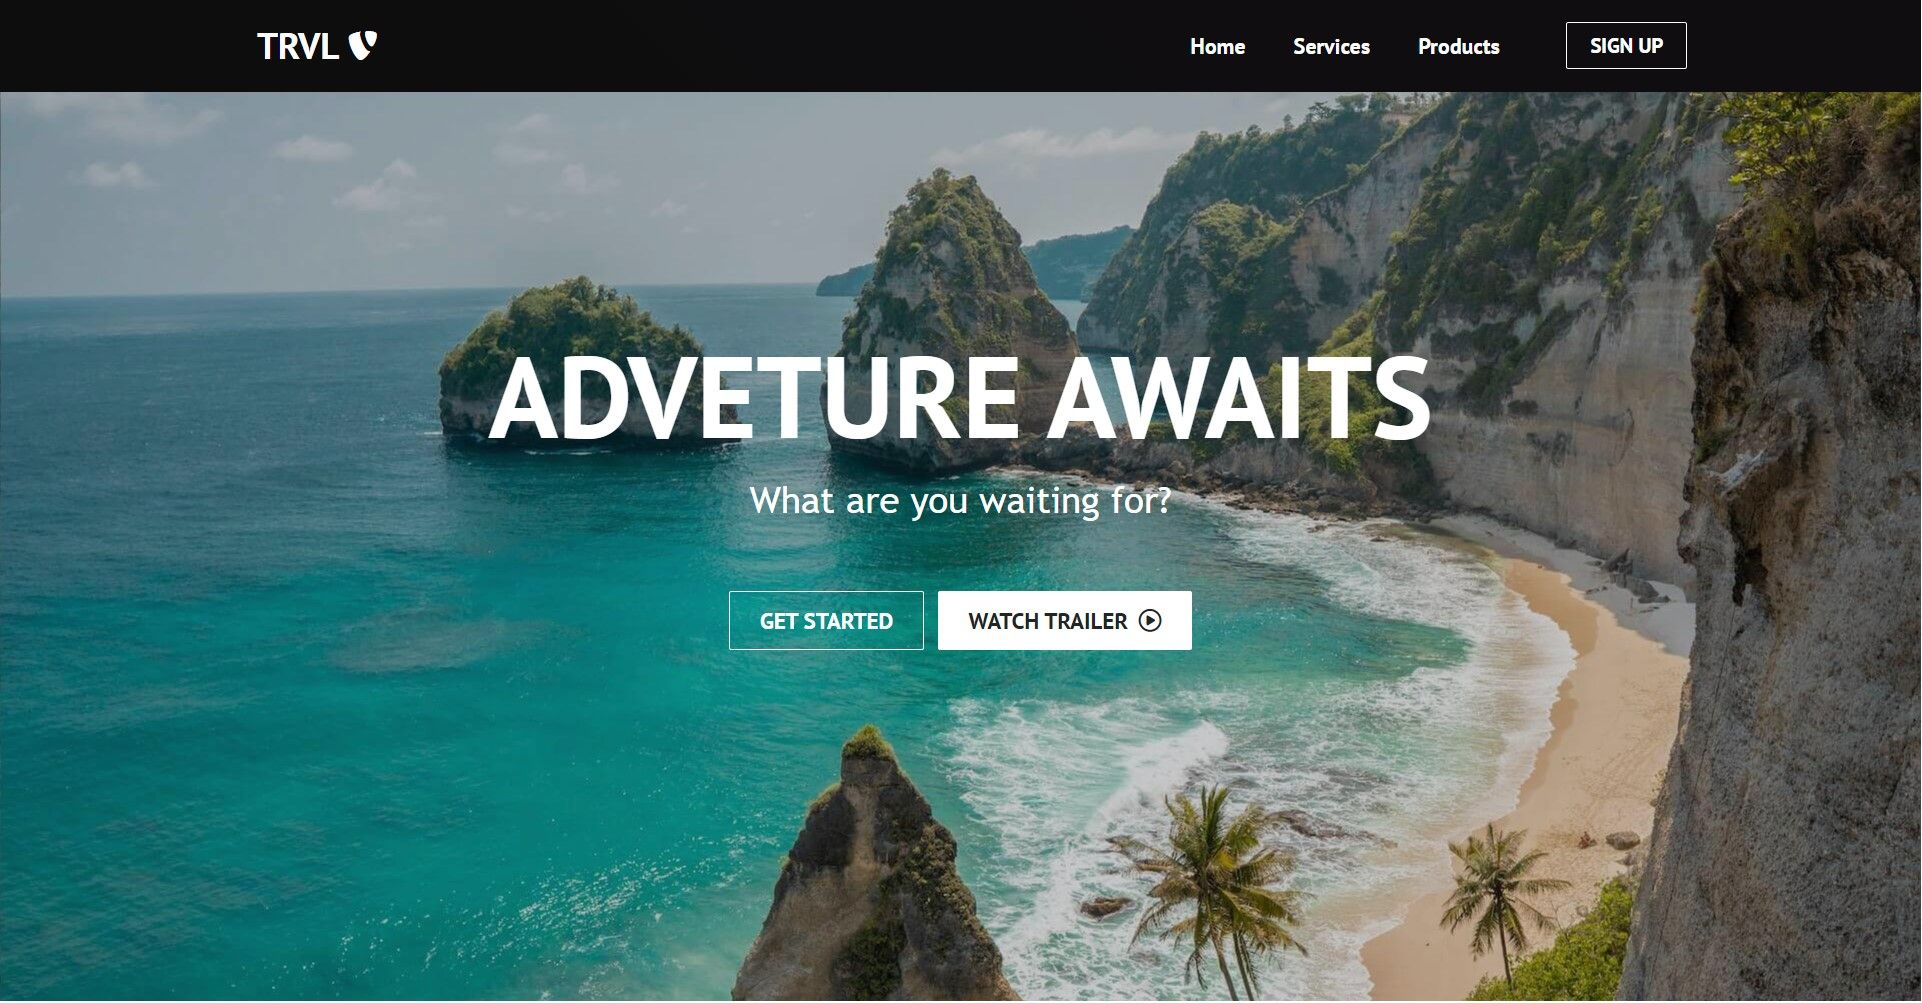 TRVL
Home Services Products SIGN UP
ADVETURE AWAITS
What are you waiting for?
GET STARTED WATCH TRAILER